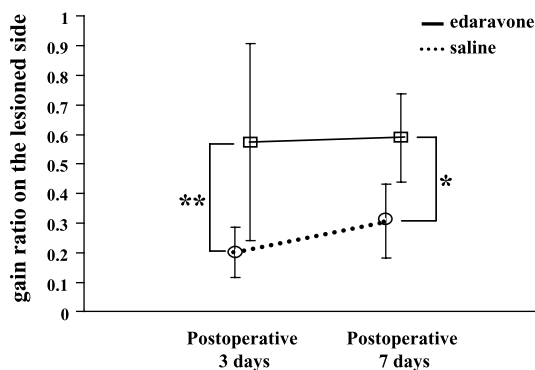 gain ratio on the lesioned side
1
0.9
0.8
0.7
0.6
0.5
0.4
0.3
0.2
0.1
0
edaravone
saline
**
*
Postoperative
3 days
Postoperative
7 days